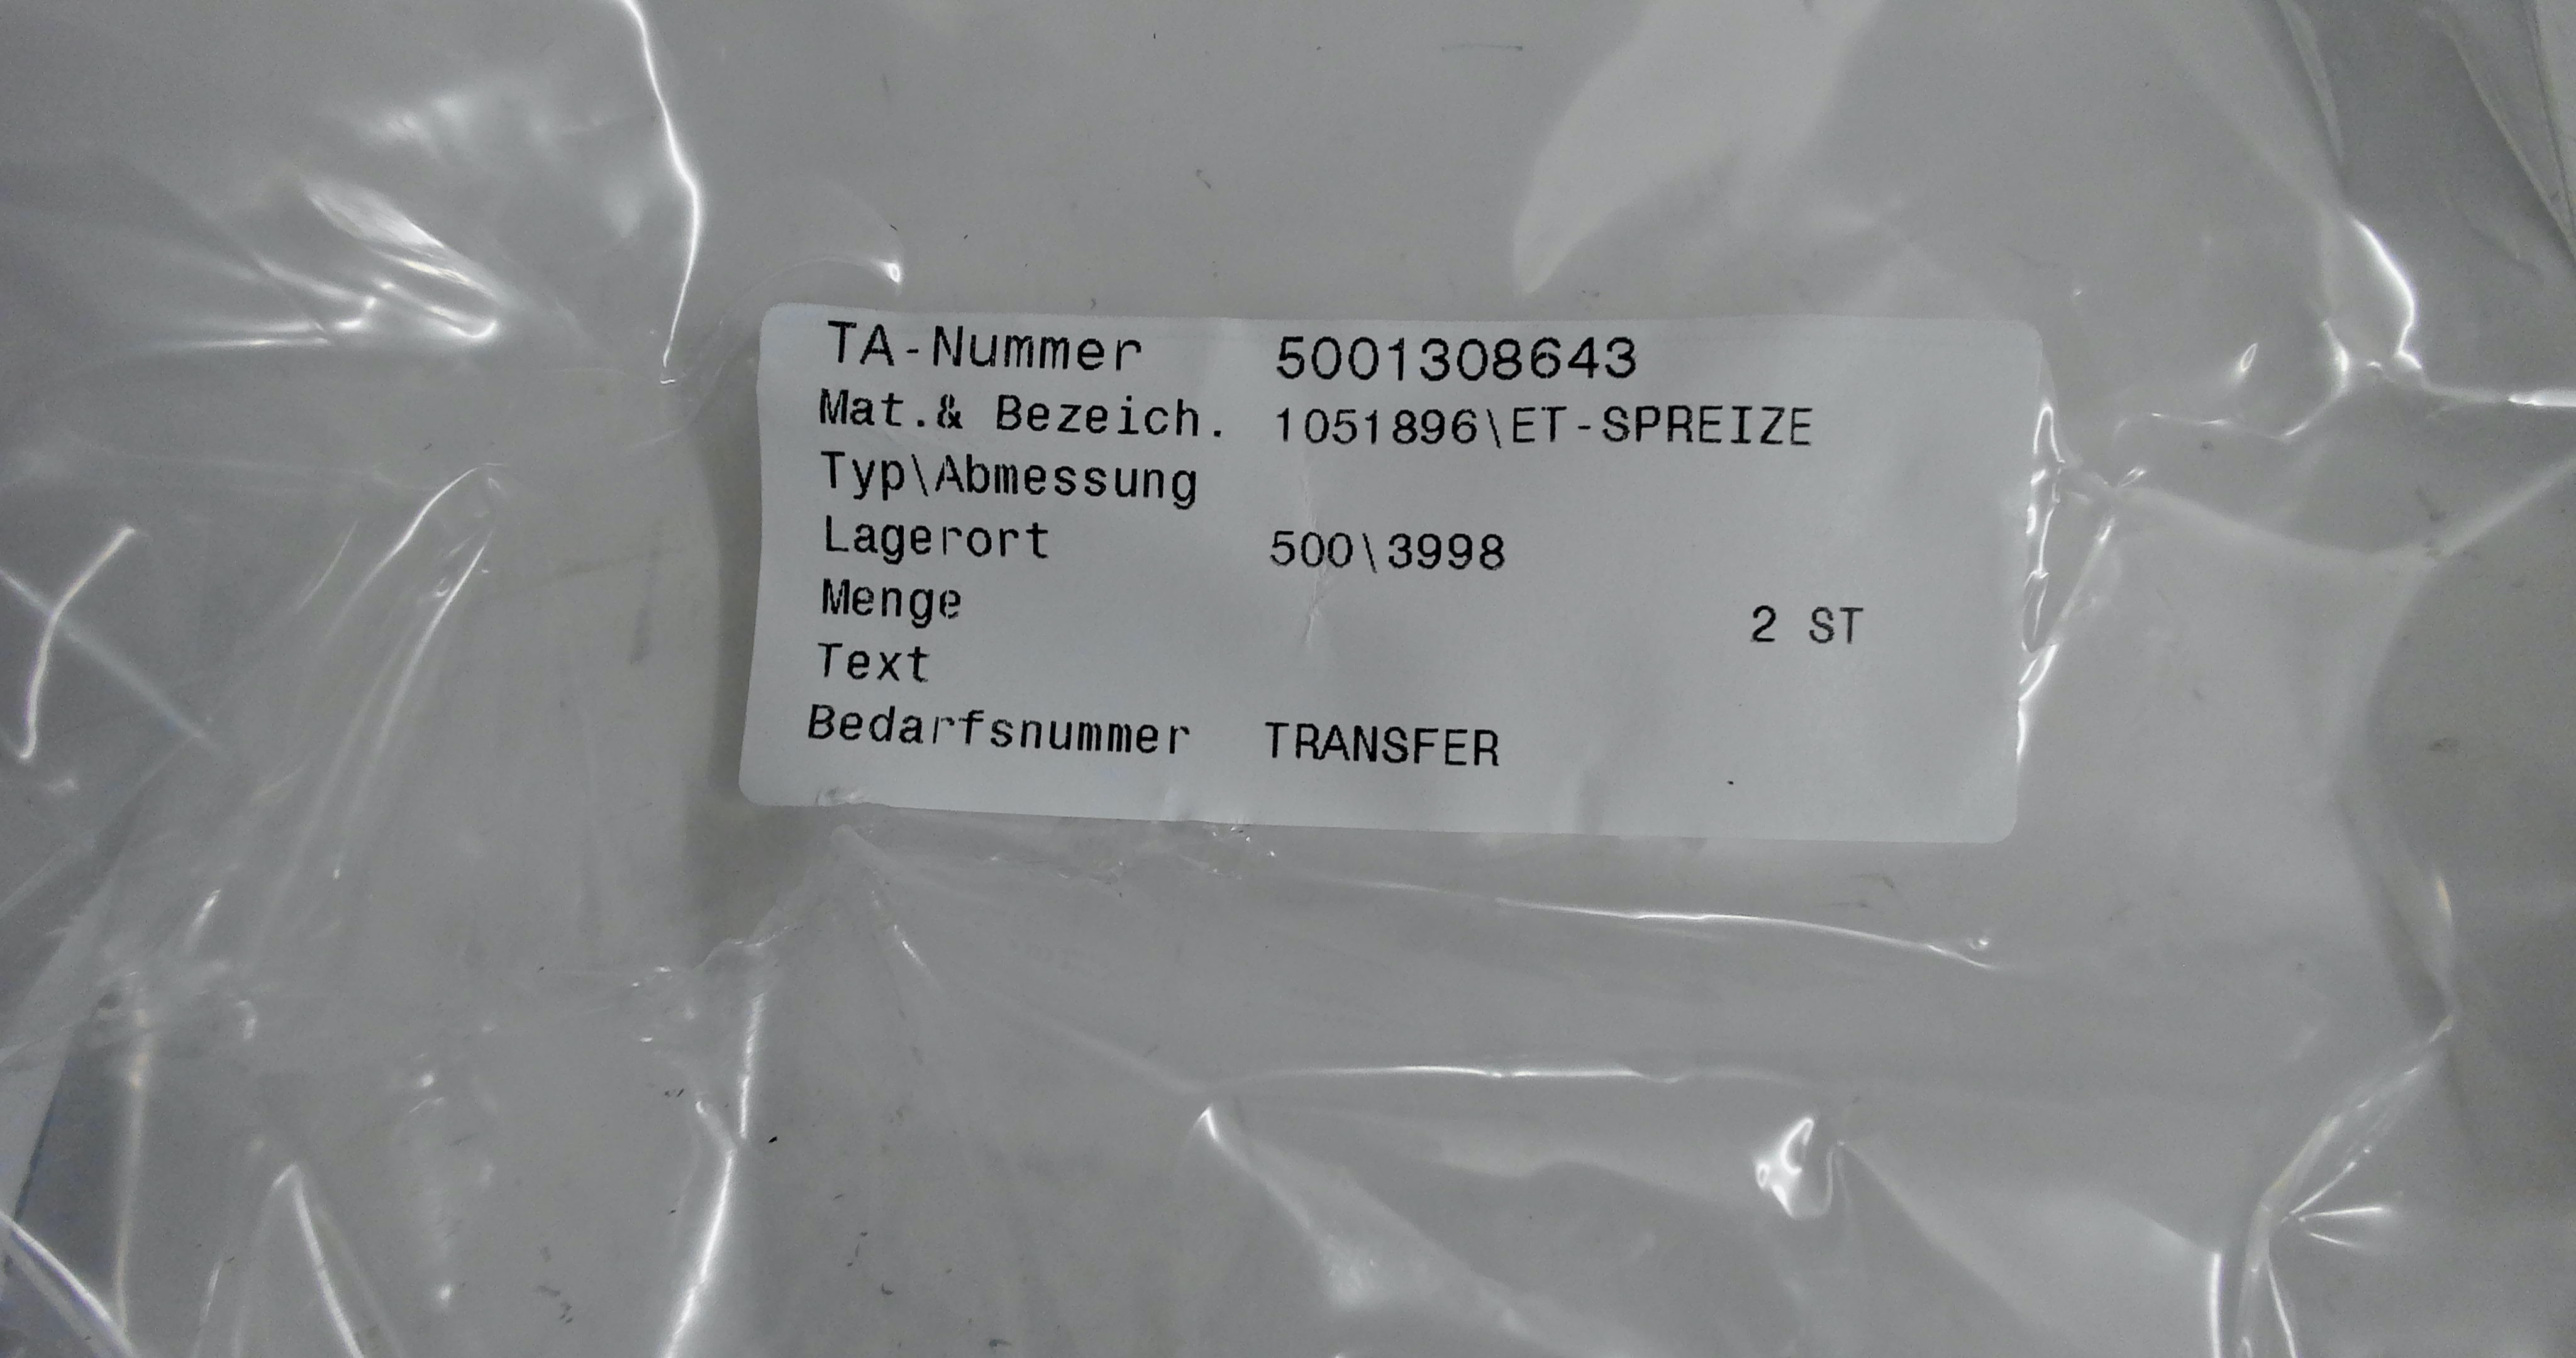 TA-Nummer 5001308643
Mat.& Bezeich. 1051896\ET-SPREIZE
Typ\Abmessung
Lagerort 500\3998
Menge 2 ST
Text
Bedarfsnummer TRANSFER